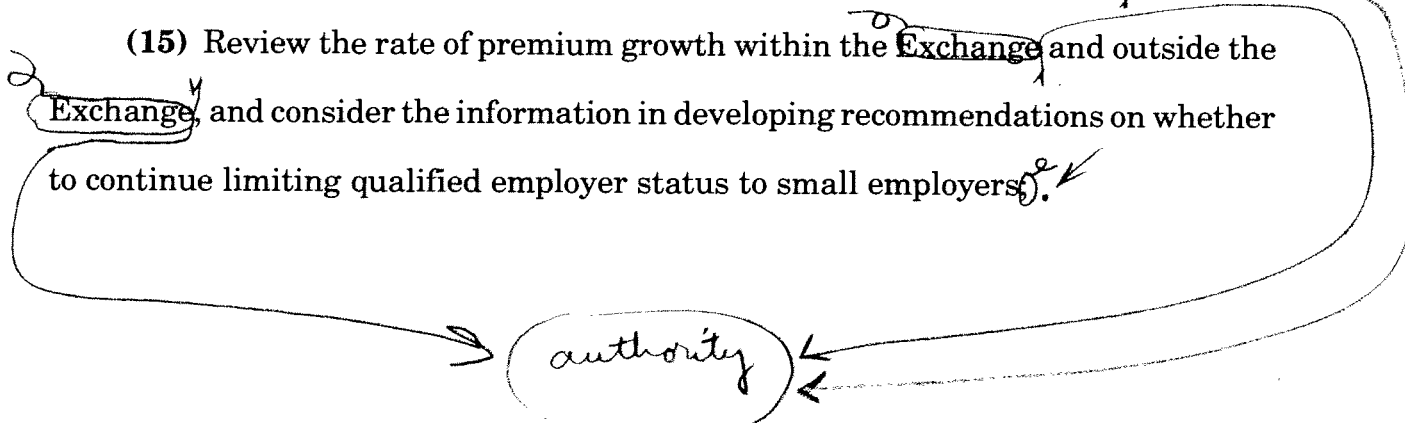 (15) Review the rate of premium growth within the Exchange and outside the
Exchange, and consider the information in developing recommendations on whether
to continue limiting qualified employer status to small employers;.
authority